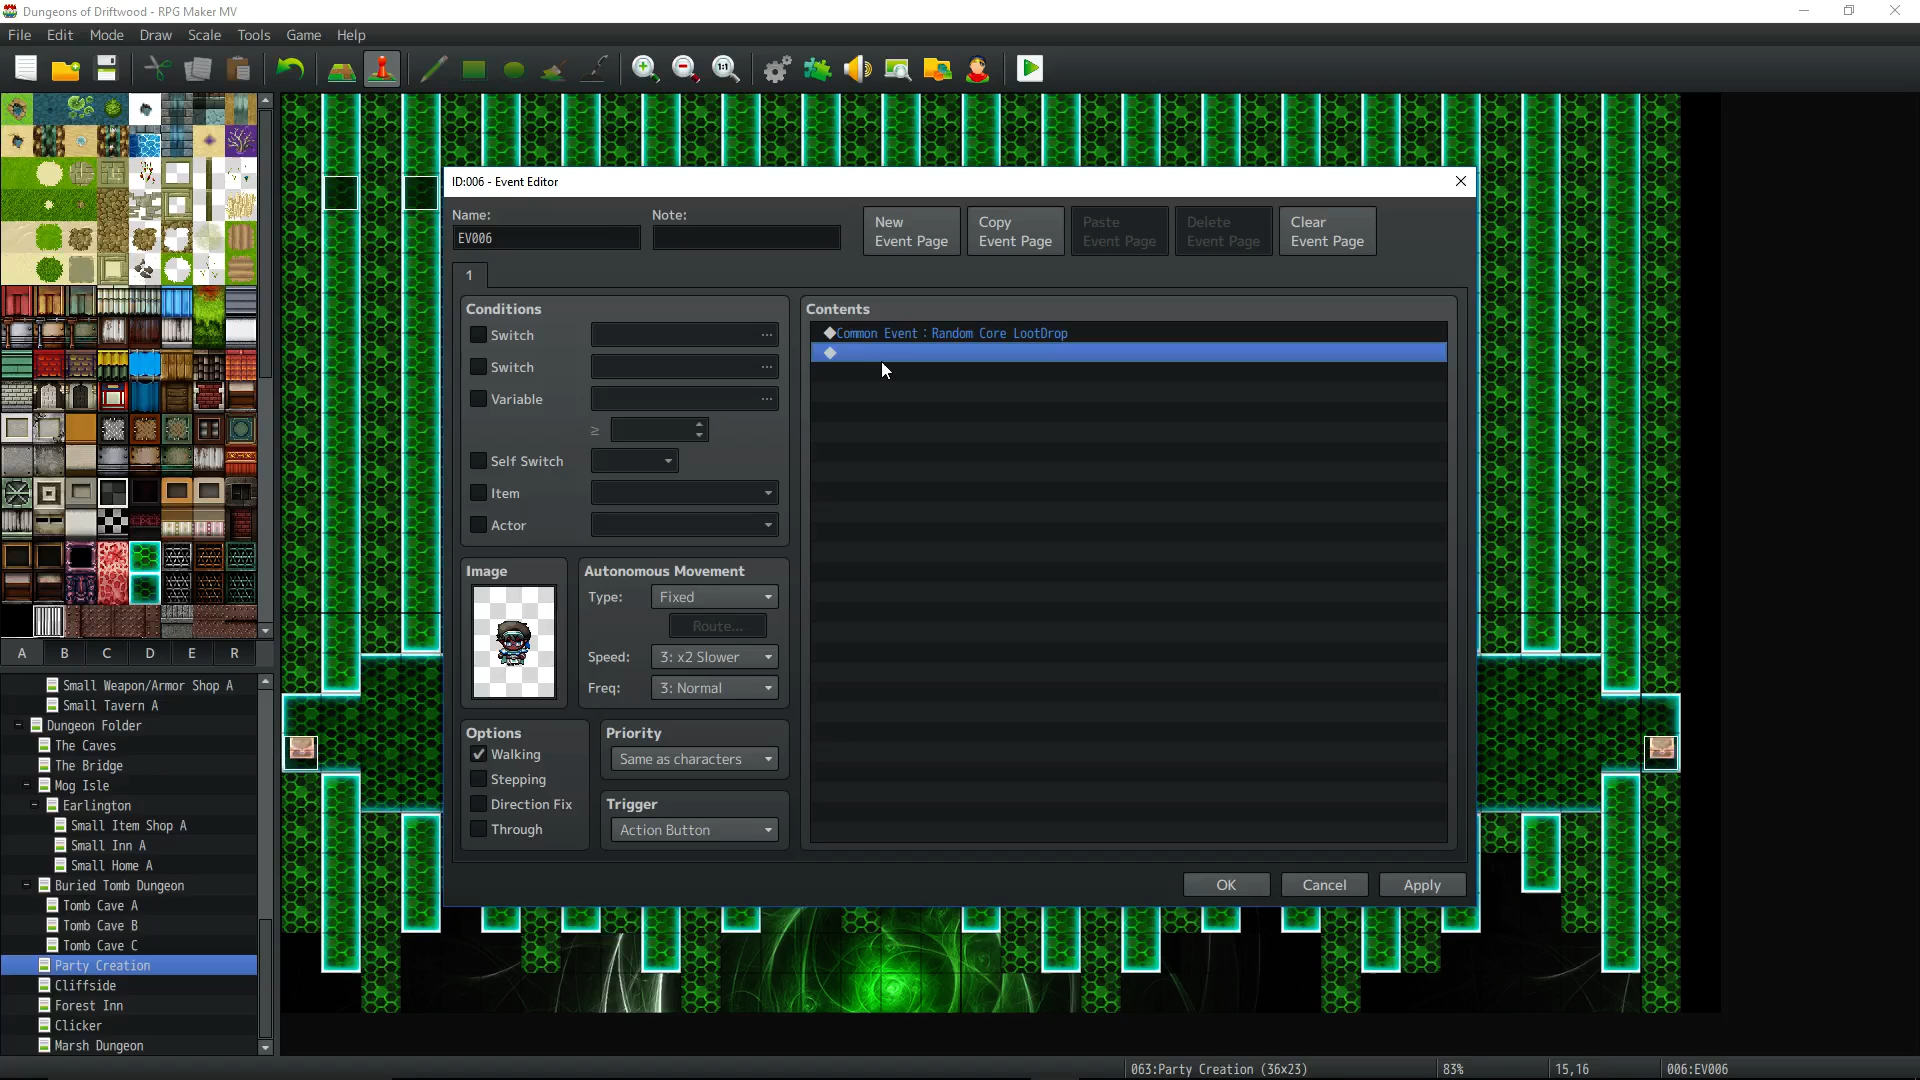 Dungeons of Driftwood - RPG Maker MV
File Edit Mode Draw Scale Tools Game Help
1:1
ID:006 - Event Editor
Name:
Note:
EV006
New
Event Page
Copy
Event Page
Paste
Event Page
Delete
Event Page
Clear
Event Page
1
Conditions
Switch
...
Switch
...
Variable
...
≥
Self Switch
Item
Actor
Contents
◆Common Event : Random Core LootDrop
◆
Image
Autonomous Movement
Type:
Fixed
Route...
Speed:
3: x2 Slower
Freq:
3: Normal
Options
Walking
Stepping
Direction Fix
Through
Priority
Same as characters
Trigger
Action Button
OK
Cancel
Apply
A B C D E R
Small Weapon/Armor Shop A
Small Tavern A
Dungeon Folder
The Caves
The Bridge
Mog Isle
Earlington
Small Item Shop A
Small Inn A
Small Home A
Buried Tomb Dungeon
Tomb Cave A
Tomb Cave B
Tomb Cave C
Party Creation
Cliffside
Forest Inn
Clicker
Marsh Dungeon
063:Party Creation (36x23)
83%
15,16
006:EV006